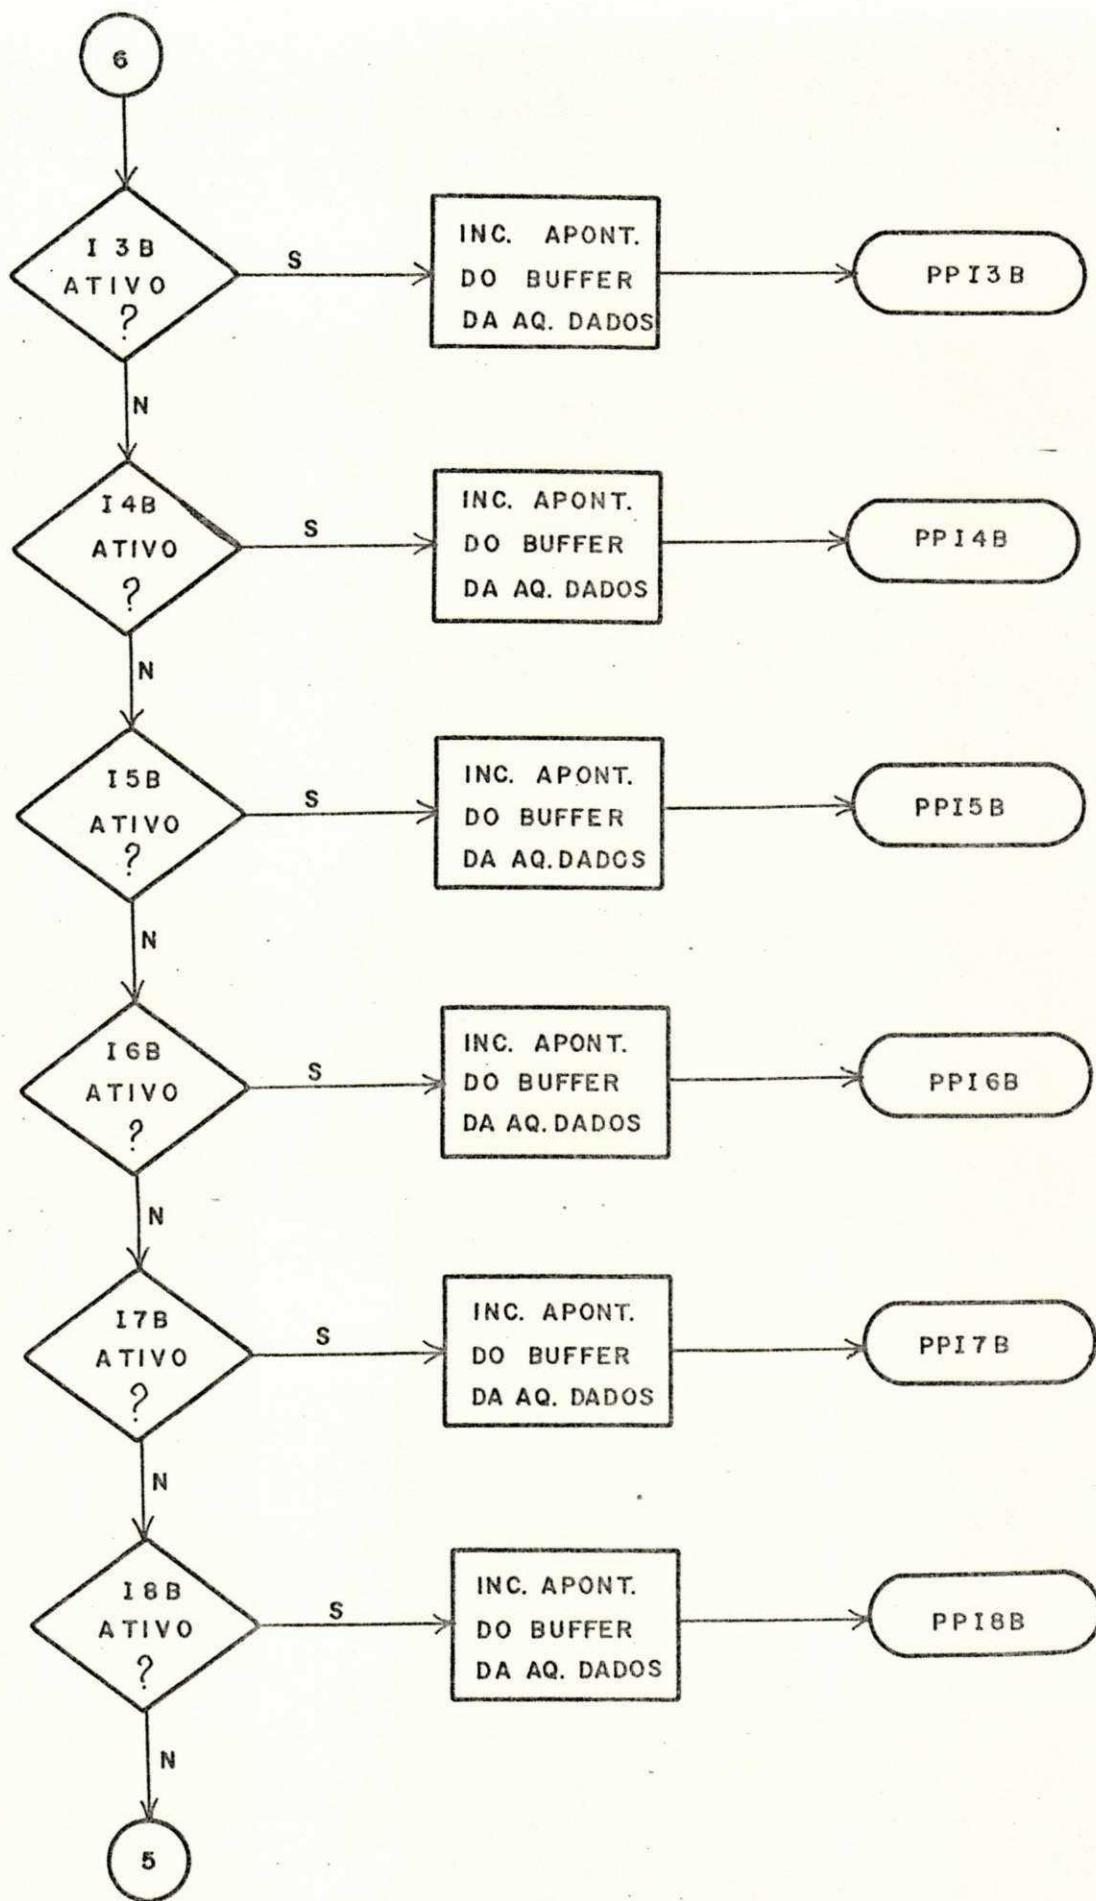 6
I 3B
ATIVO
?
S
INC. APONT.
DO BUFFER
DA AQ. DADOS
PPI3B
N
I4B
ATIVO
?
S
INC. APONT.
DO BUFFER
DA AQ. DADOS
PPI4B
N
I5B
ATIVO
?
S
INC. APONT.
DO BUFFER
DA AQ. DADOS
PPI5B
N
I6B
ATIVO
?
S
INC. APONT.
DO BUFFER
DA AQ. DADOS
PPI6B
N
I7B
ATIVO
?
S
INC. APONT.
DO BUFFER
DA AQ. DADOS
PPI7B
N
I8B
ATIVO
?
S
INC. APONT.
DO BUFFER
DA AQ. DADOS
PPI8B
N
5